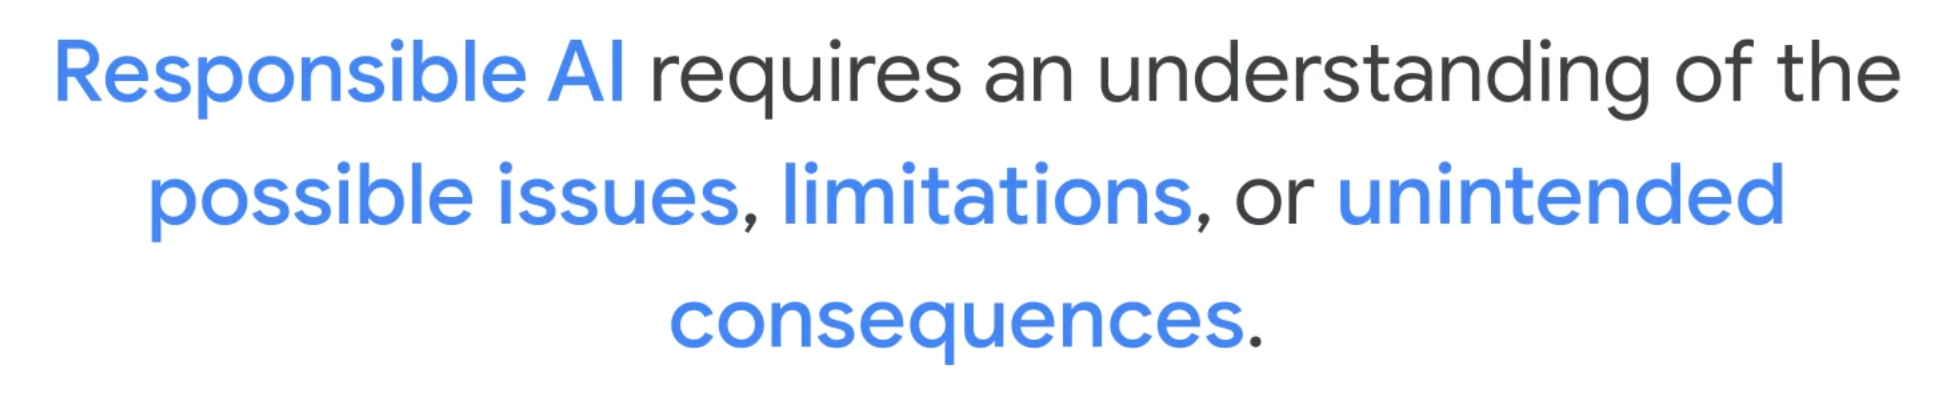 Responsible AI requires an understanding of the
possible issues, limitations, or unintended
consequences.